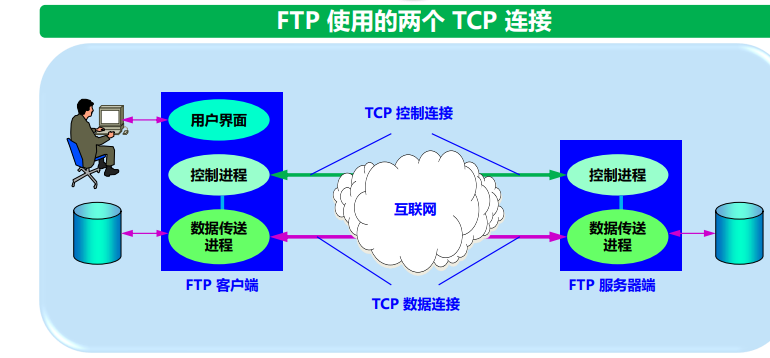 FTP 使用的两个 TCP 连接
用户界面
TCP 控制连接
控制进程
控制进程
互联网
数据传送
进程
数据传送
进程
FTP 客户端
FTP 服务器端
TCP 数据连接